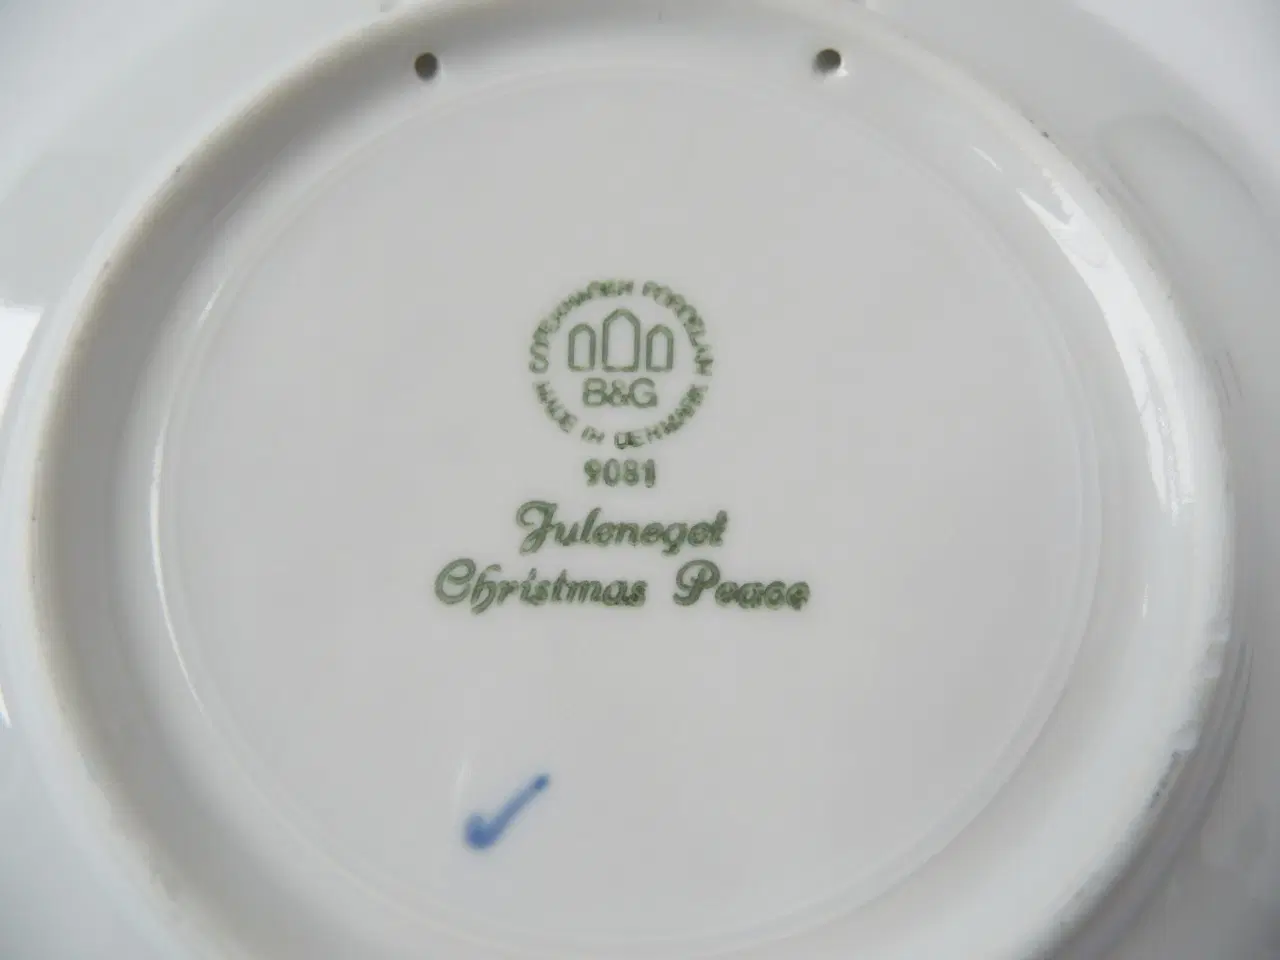 COPENHAGEN PORCELAIN
B&G
MADE IN DENMARK
9081
Juleneget
Christmas Peace